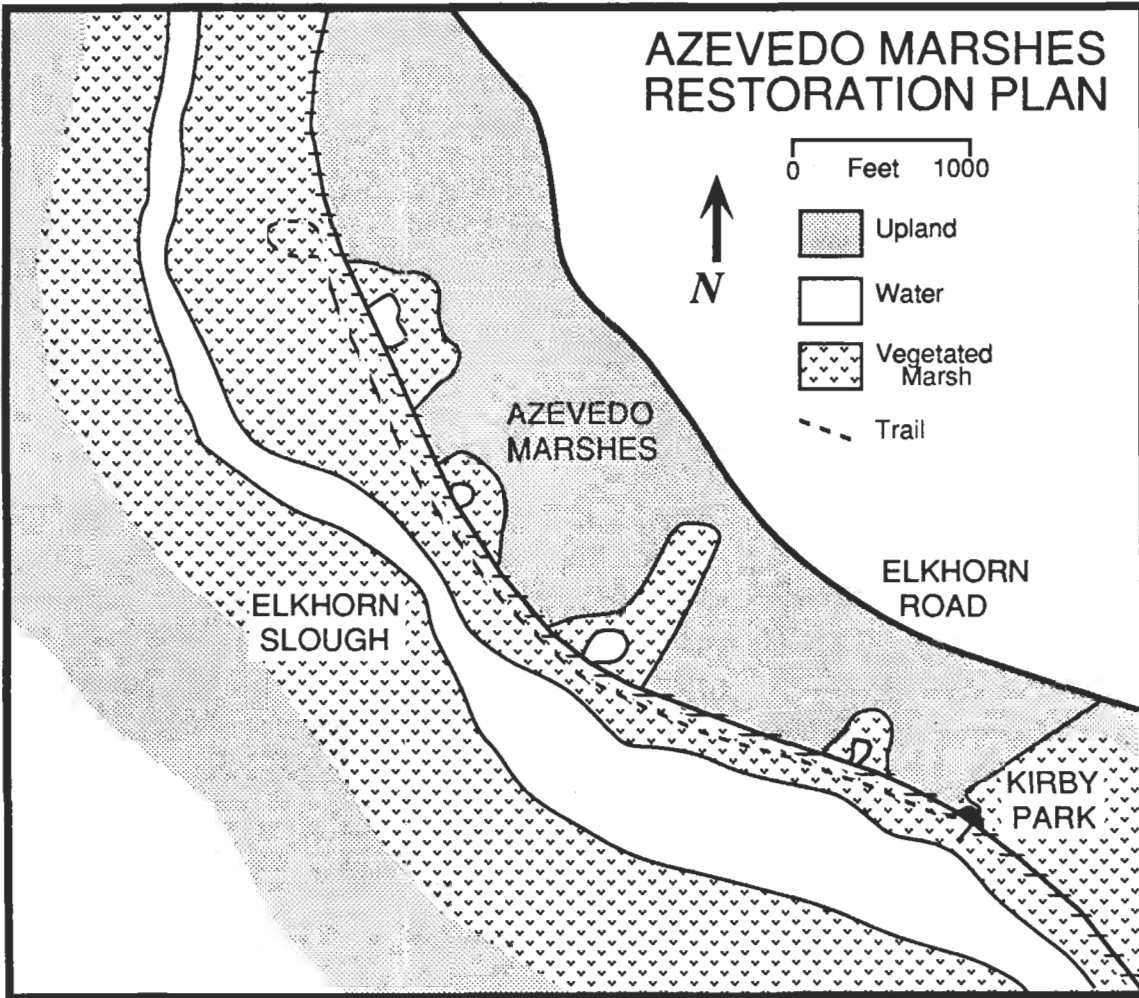 AZEVEDO MARSHES
RESTORATION PLAN
0 Feet 1000
N
Upland
Water
Vegetated
Marsh
Trail
AZEVEDO
MARSHES
ELKHORN
ROAD
ELKHORN
SLOUGH
KIRBY
PARK